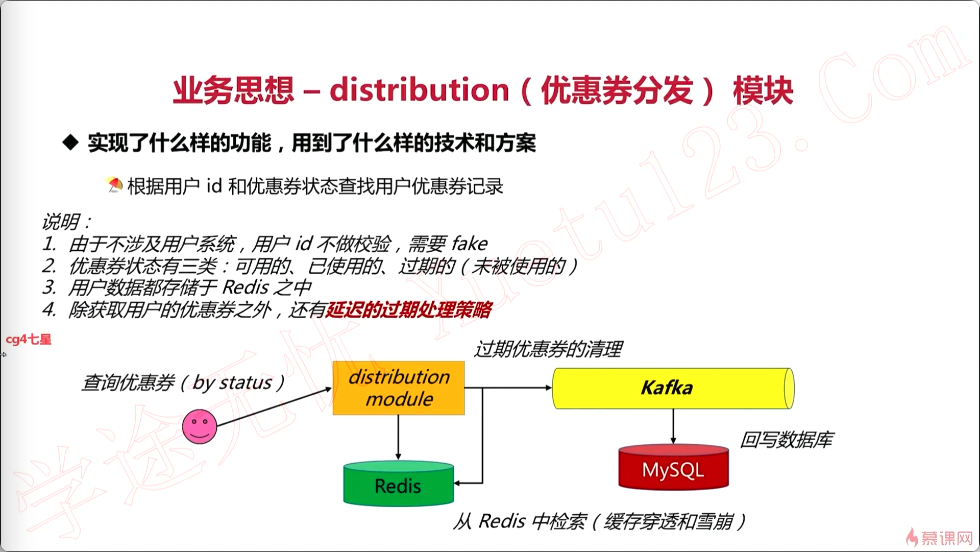 业务思想 – distribution（优惠券分发） 模块
◆ 实现了什么样的功能，用到了什么样的技术和方案
根据用户 id 和优惠券状态查找用户优惠券记录
说明：
1. 由于不涉及用户系统，用户 id 不做校验，需要 fake
2. 优惠券状态有三类：可用的、已使用的、过期的（未被使用的）
3. 用户数据都存储于 Redis 之中
4. 除获取用户的优惠券之外，还有延迟的过期处理策略
cg4七星
过期优惠券的清理
查询优惠券（by status）
distribution
module
Kafka
回写数据库
MySQL
Redis
从 Redis 中检索（缓存穿透和雪崩）
学途无忧 Xuetu123.Com
慕课网